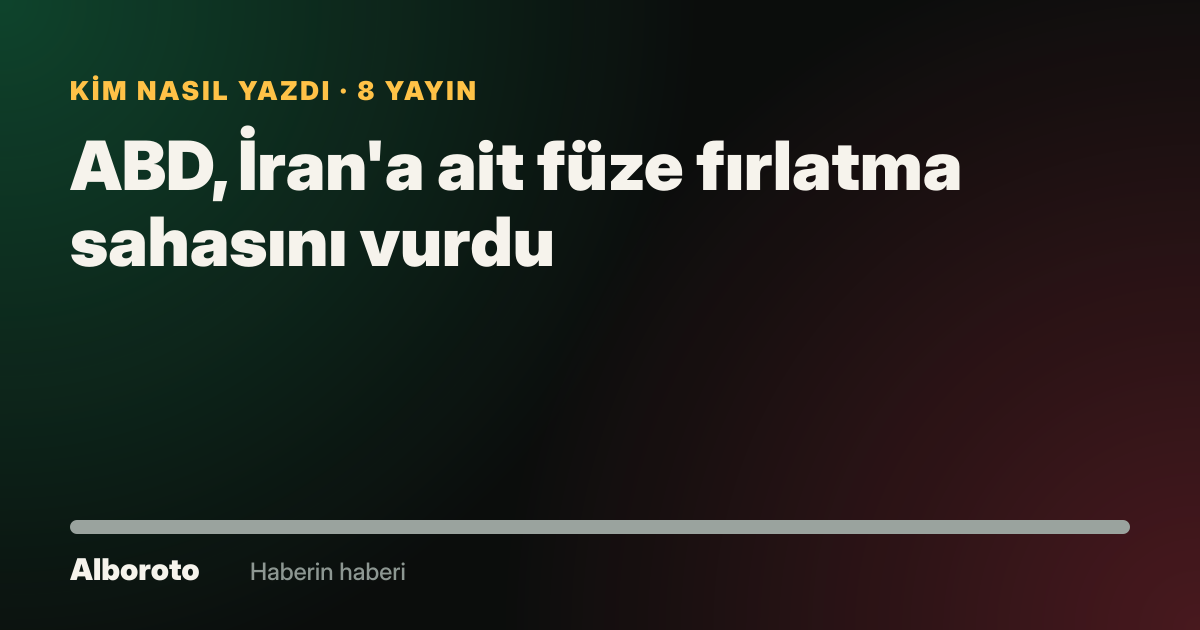 KİM NASIL YAZDI · 8 YAYIN
ABD, İran'a ait füze fırlatma
sahasını vurdu
Alboroto
Haberin haberi